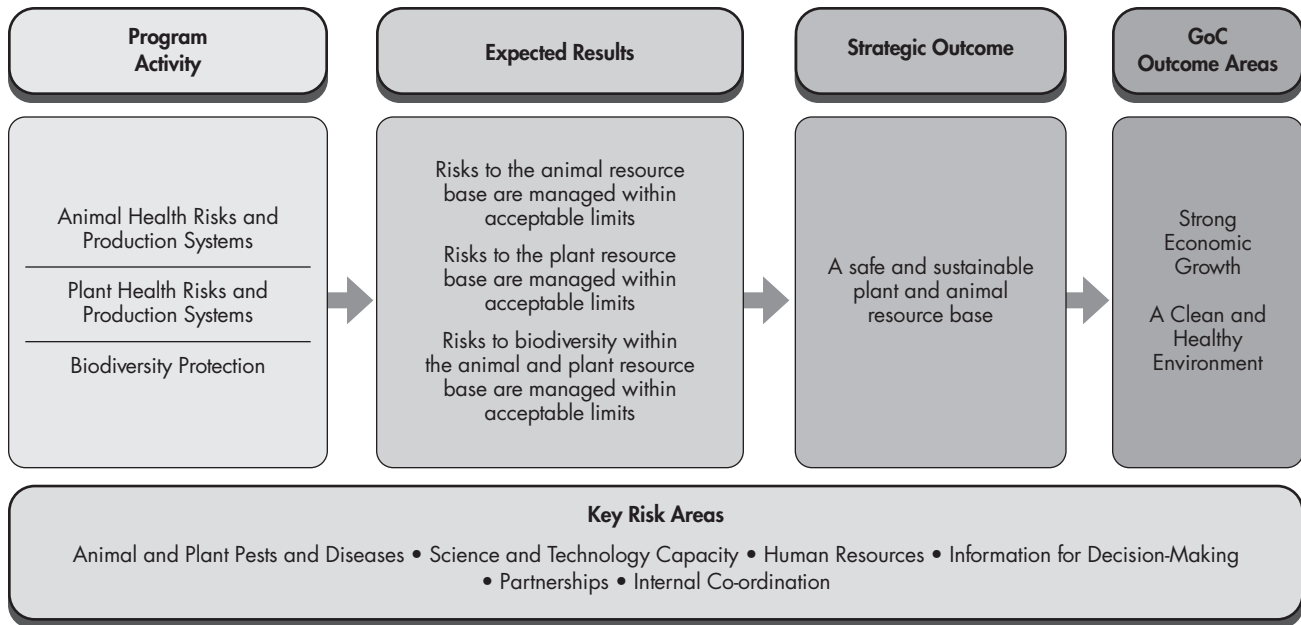 Program
Activity
Expected Results
Strategic Outcome
GoC
Outcome Areas
Animal Health Risks and
Production Systems
Plant Health Risks and
Production Systems
Biodiversity Protection
Risks to the animal resource
base are managed within
acceptable limits
Risks to the plant resource
base are managed within
acceptable limits
Risks to biodiversity within
the animal and plant resource
base are managed within
acceptable limits
A safe and sustainable
plant and animal
resource base
Strong
Economic
Growth
A Clean and
Healthy
Environment
Key Risk Areas
Animal and Plant Pests and Diseases • Science and Technology Capacity • Human Resources • Information for Decision-Making
• Partnerships • Internal Co-ordination